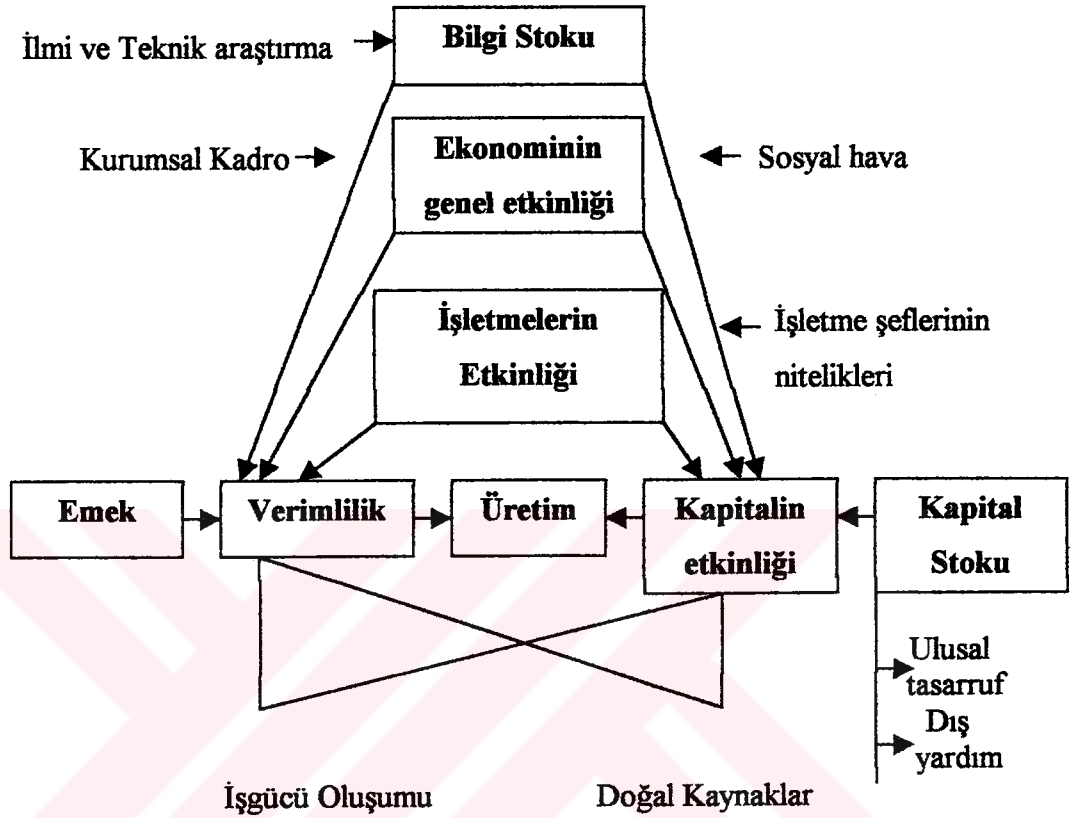 İlmi ve Teknik araştırma
Bilgi Stoku
Kurumsal Kadro
Ekonominin
genel etkinliği
Sosyal hava
İşletmelerin
Etkinliği
İşletme şeflerinin
nitelikleri
Emek
Verimlilik
Üretim
Kapitalin
etkinliği
Kapital
Stoku
Ulusal
tasarruf
Dış
yardım
İşgücü Oluşumu
Doğal Kaynaklar